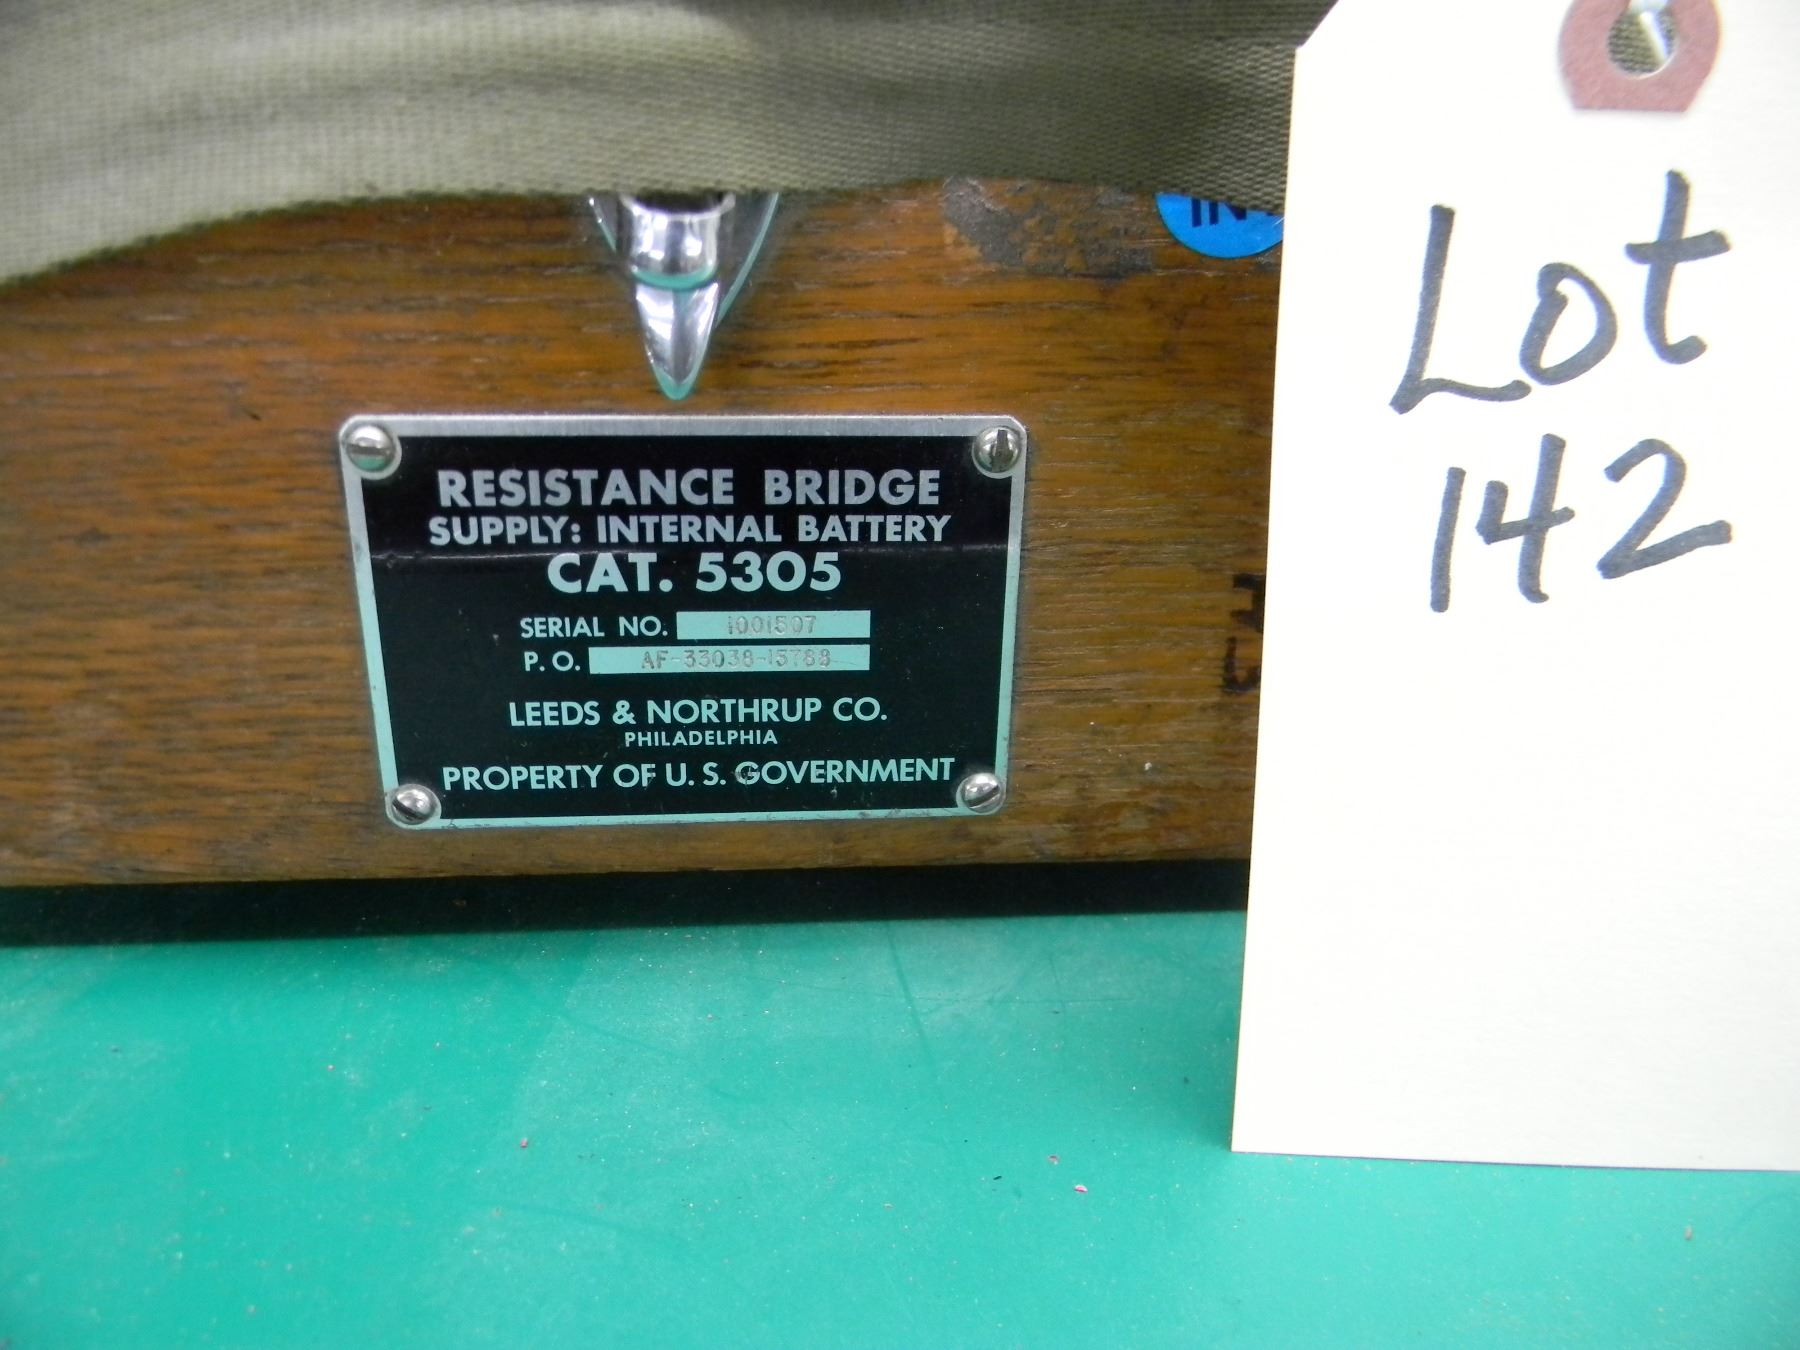 RESISTANCE BRIDGE
SUPPLY: INTERNAL BATTERY
CAT. 5305
SERIAL NO. 1001507
P. O. AF-33038-15788
LEEDS & NORTHRUP CO.
PHILADELPHIA
PROPERTY OF U. S. GOVERNMENT
Lot
142